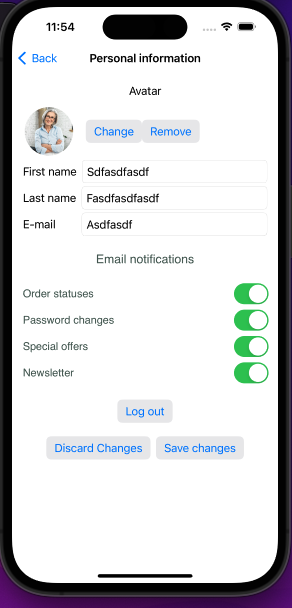 11:54
Back
Personal information
Avatar
Change Remove
First name Sdfasdfasdf
Last name Fasdfasdfasdf
E-mail Asdfasdf
Email notifications
Order statuses
Password changes
Special offers
Newsletter
Log out
Discard Changes Save changes